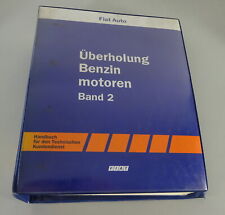 Fiat Auto
Überholung
Benzin
motoren
Band 2
Handbuch
für den Technischen
Kundendienst
FIAT